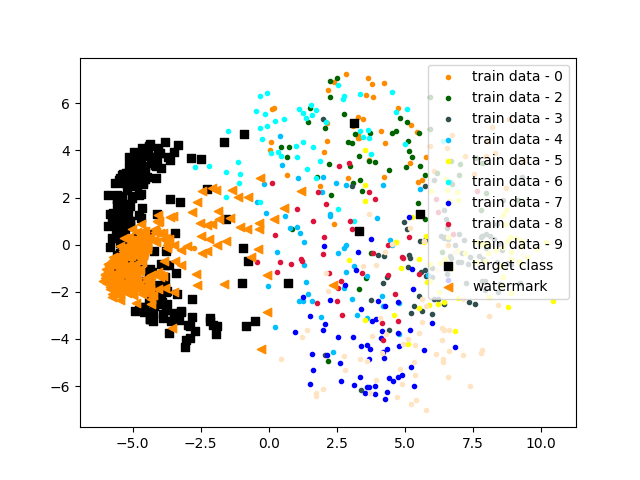 6
4
2
0
−2
−4
−6
−5.0
−2.5
0.0
2.5
5.0
7.5
10.0
train data - 0
train data - 2
train data - 3
train data - 4
train data - 5
train data - 6
train data - 7
train data - 8
train data - 9
target class
watermark